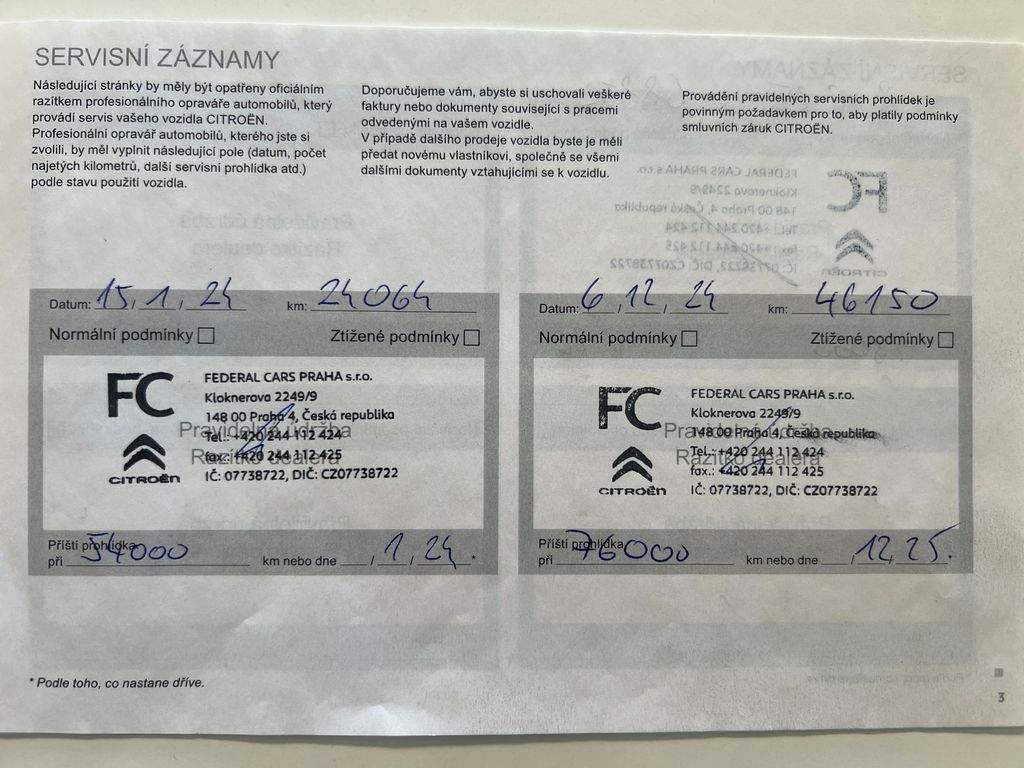 SERVISNÍ ZÁZNAMY
Následující stránky by měly být opatřeny oficiálním
razítkem profesionálního opraváře automobilů, který
provádí servis vašeho vozidla CITROËN.
Profesionální opravář automobilů, kterého jste si
zvolili, by měl vyplnit následující pole (datum, počet
najetých kilometrů, další servisní prohlídka atd.)
podle stavu použití vozidla.
Doporučujeme vám, abyste si uschovali veškeré
faktury nebo dokumenty související s pracemi
odvedenými na vašem vozidle.
V případě dalšího prodeje vozidla byste je měli
předat novému vlastníkovi, společně se všemi
dalšími dokumenty vztahujícími se k vozidlu.
Provádění pravidelných servisních prohlídek je
povinným požadavkem pro to, aby platily podmínky
smluvních záruk CITROËN.
Datum: 15/1/24 km: 24064
Normální podmínky Ztížené podmínky
FC
CITROËN
FEDERAL CARS PRAHA s.r.o.
Kloknerova 2249/9
148 00 Praha 4, Česká republika
Pravidelná údržba
Tel.: +420 244 112 424
Razítko dealera
fax.: +420 244 112 425
IČ: 07738722, DIČ: CZ07738722
Příští prohlídka
při 54000 km nebo dne / 1/24.
Datum: 6/12/24 km: 46150
Normální podmínky Ztížené podmínky
FC
CITROËN
FEDERAL CARS PRAHA s.r.o.
Kloknerova 2249/9
Pravidelná údržba
148 00 Praha 4, Česká republika
Tel.: +420 244 112 424
Razítko dealera
fax.: +420 244 112 425
IČ: 07738722, DIČ: CZ07738722
Příští prohlídka
při 76000 km nebo dne /12/25.
* Podle toho, co nastane dříve.
3